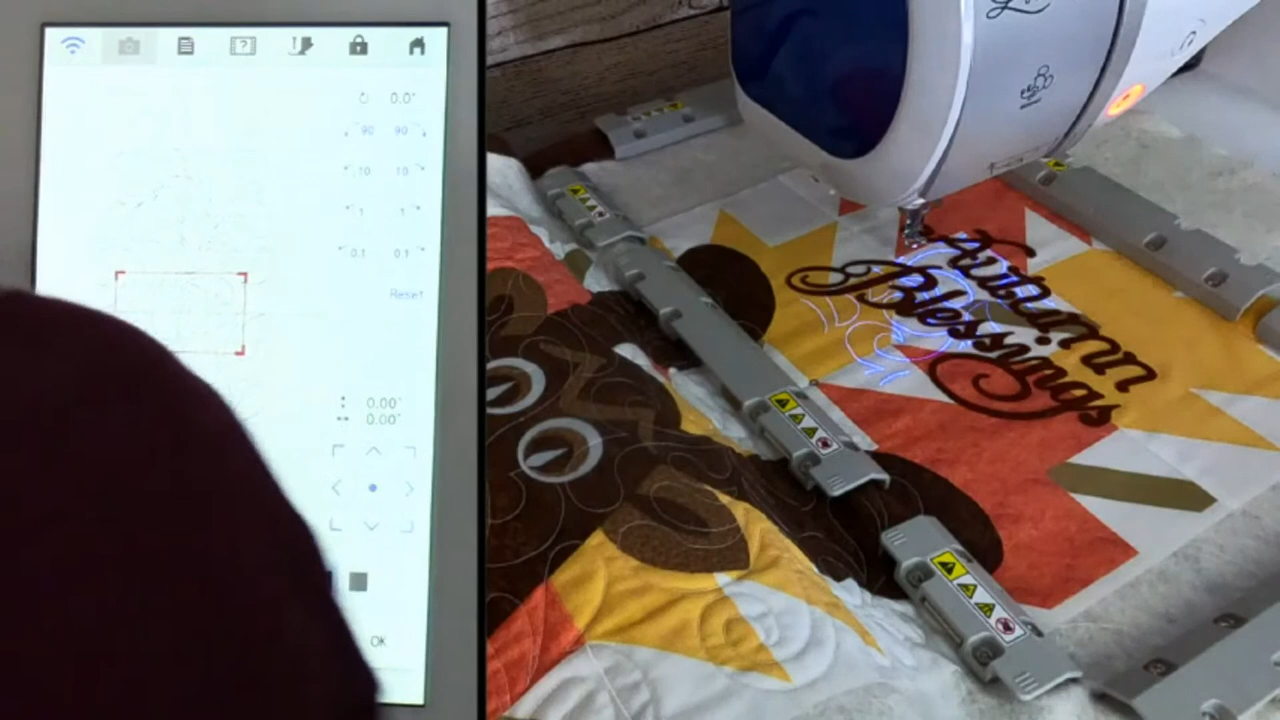 0.0°
90 90
10 10
1 1
0.1 0.1
Reset
0.00"
0.00"
OK
Autumn
Blessings